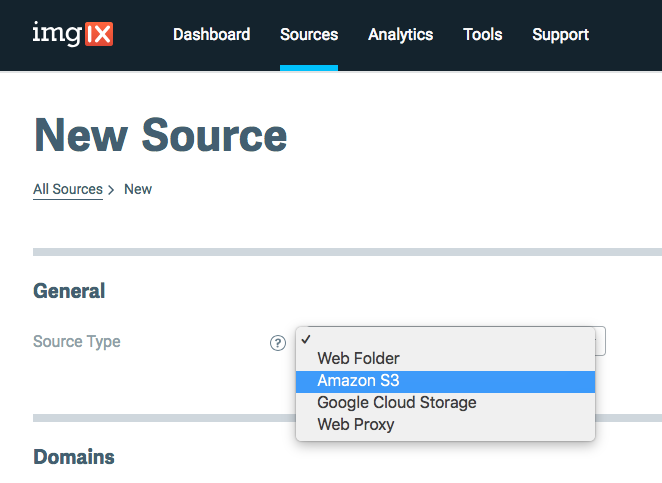 imgIX Dashboard Sources Analytics Tools Support
New Source
All Sources > New
General
Source Type ? ✓
Web Folder
Amazon S3
Google Cloud Storage
Web Proxy
Domains